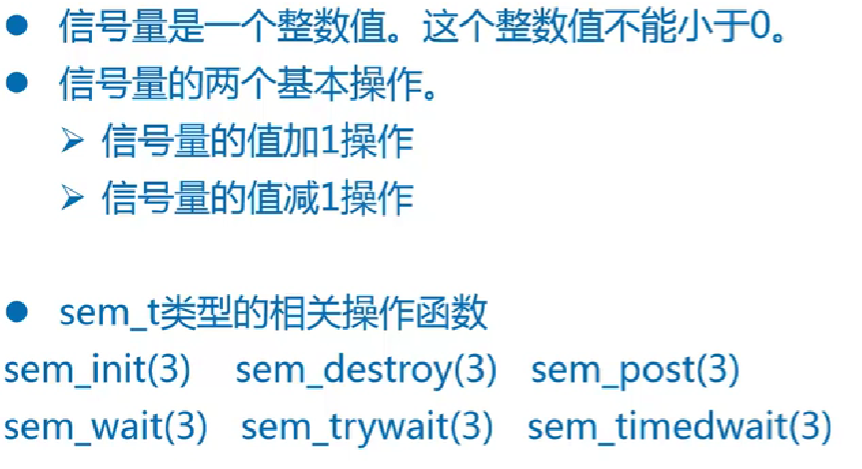 ● 信号量是一个整数值。这个整数值不能小于0。
● 信号量的两个基本操作。
➢ 信号量的值加1操作
➢ 信号量的值减1操作
● sem_t类型的相关操作函数
sem_init(3) sem_destroy(3) sem_post(3)
sem_wait(3) sem_trywait(3) sem_timedwait(3)